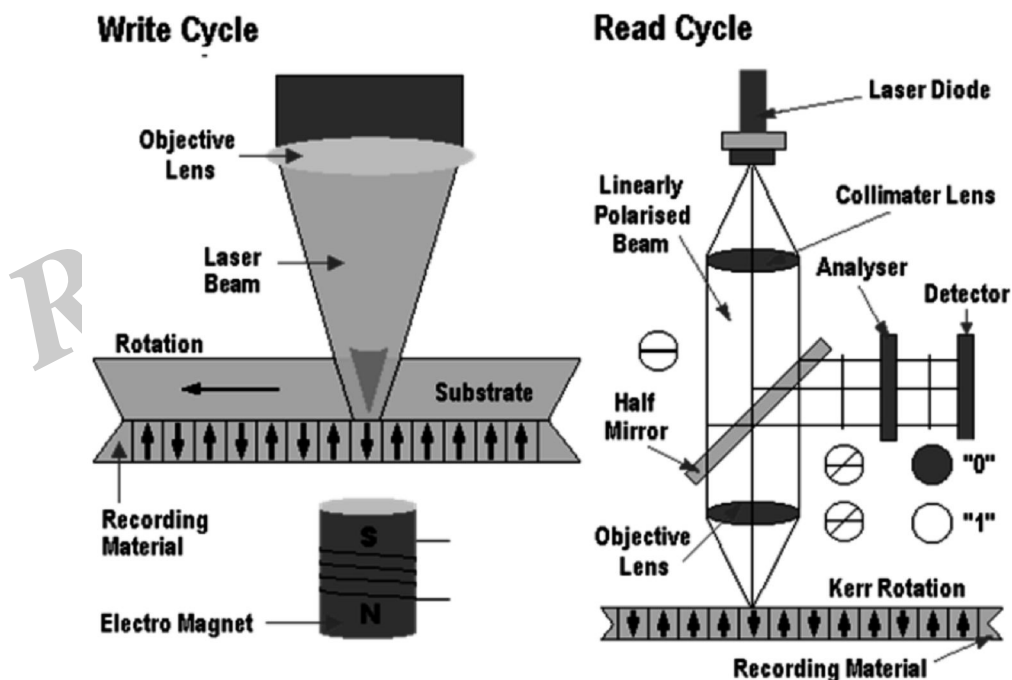 Write Cycle
Objective
Lens
Laser
Beam
Rotation
Substrate
Recording
Material
S
N
Electro Magnet
Read Cycle
Laser Diode
Linearly
Polarised
Beam
Collimater Lens
Analyser
Detector
Half
Mirror
"0"
"1"
Objective
Lens
Kerr Rotation
Recording Material
R